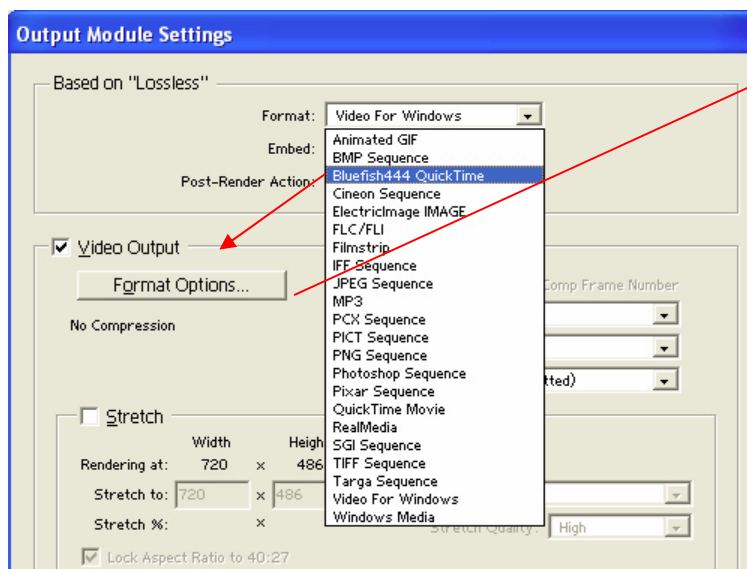 Output Module Settings
Based on "Lossless"
Format: Video For Windows
Embed:
Post-Render Action:
Animated GIF
BMP Sequence
Bluefish444 QuickTime
Cineon Sequence
ElectricImage IMAGE
FLC/FLI
Filmstrip
IFF Sequence
JPEG Sequence
MP3
PCX Sequence
PICT Sequence
PNG Sequence
Photoshop Sequence
Pixar Sequence
QuickTime Movie
RealMedia
SGI Sequence
TIFF Sequence
Targa Sequence
Video For Windows
Windows Media
Video Output
Format Options...
Comp Frame Number
No Compression
Stretch
Width Heigh
Rendering at: 720 x 486
Stretch to: 720 x 486
Stretch %: x
Stretch Quality: High
Lock Aspect Ratio to 40:27